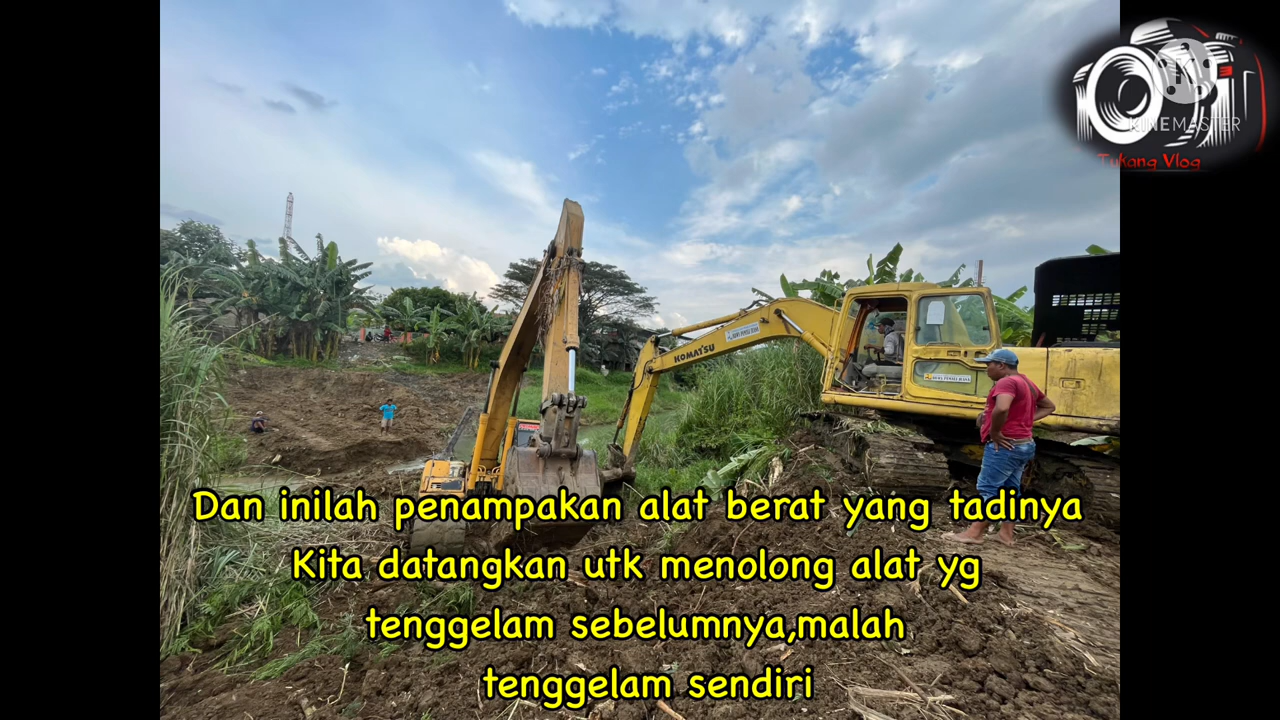 KINEMASTER
Tukang Vlog
KOMATSU
Dan inilah penampakan alat berat yang tadinya
Kita datangkan utk menolong alat yg
tenggelam sebelumnya,malah
tenggelam sendiri